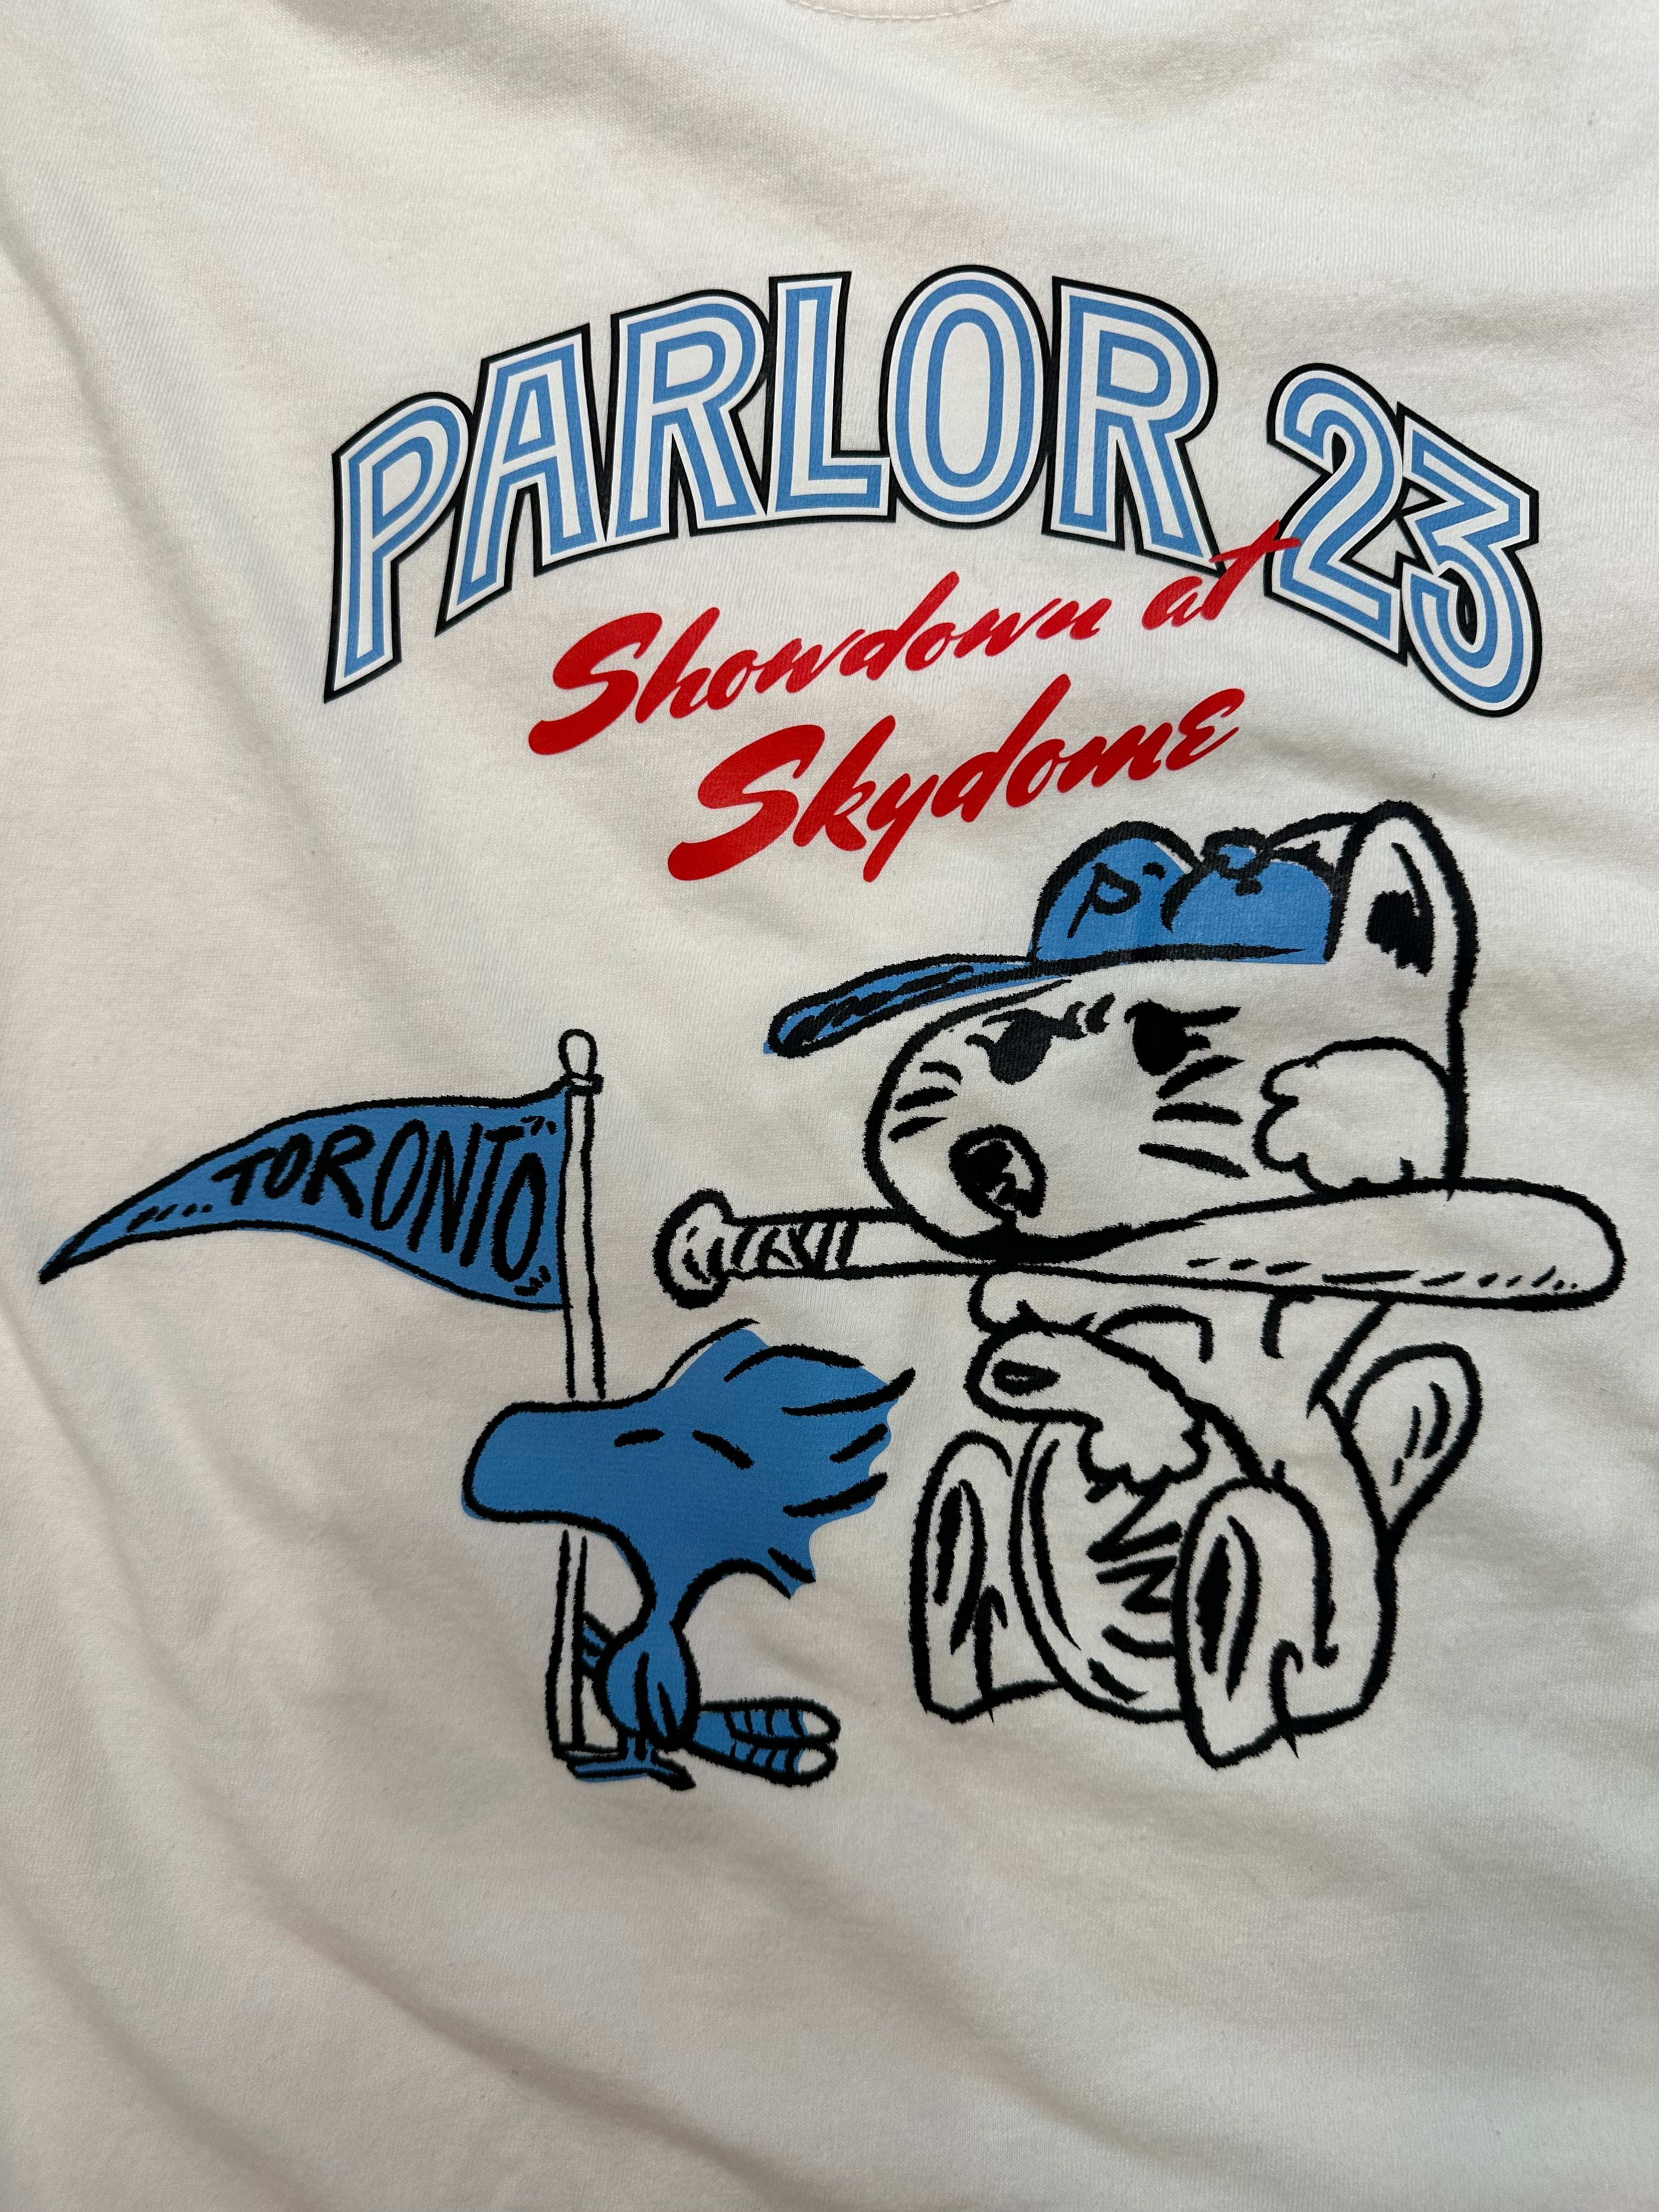 PARLOR 23
Showdown at
Skydome
P
TORONTO